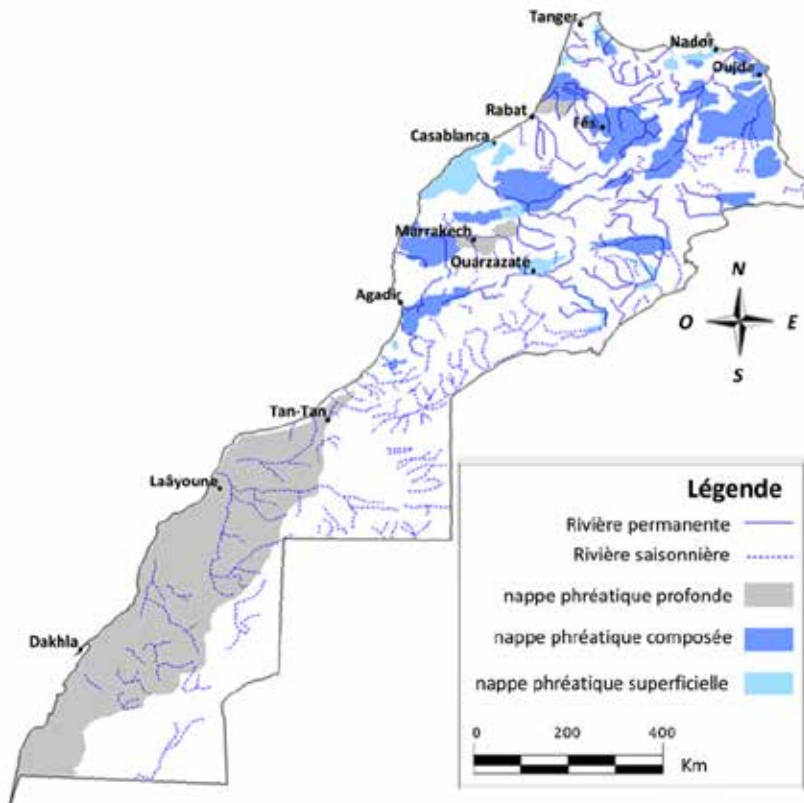 Tanger
Nador
Oujda
Rabat
Fès
Casablanca
Marrakech
Ouarzazate
Agadir
N
O E
S
Tan-Tan
Laâyoune
Dakhla
Légende
Rivière permanente
Rivière saisonnière
nappe phréatique profonde
nappe phréatique composée
nappe phréatique superficielle
0 200 400
Km